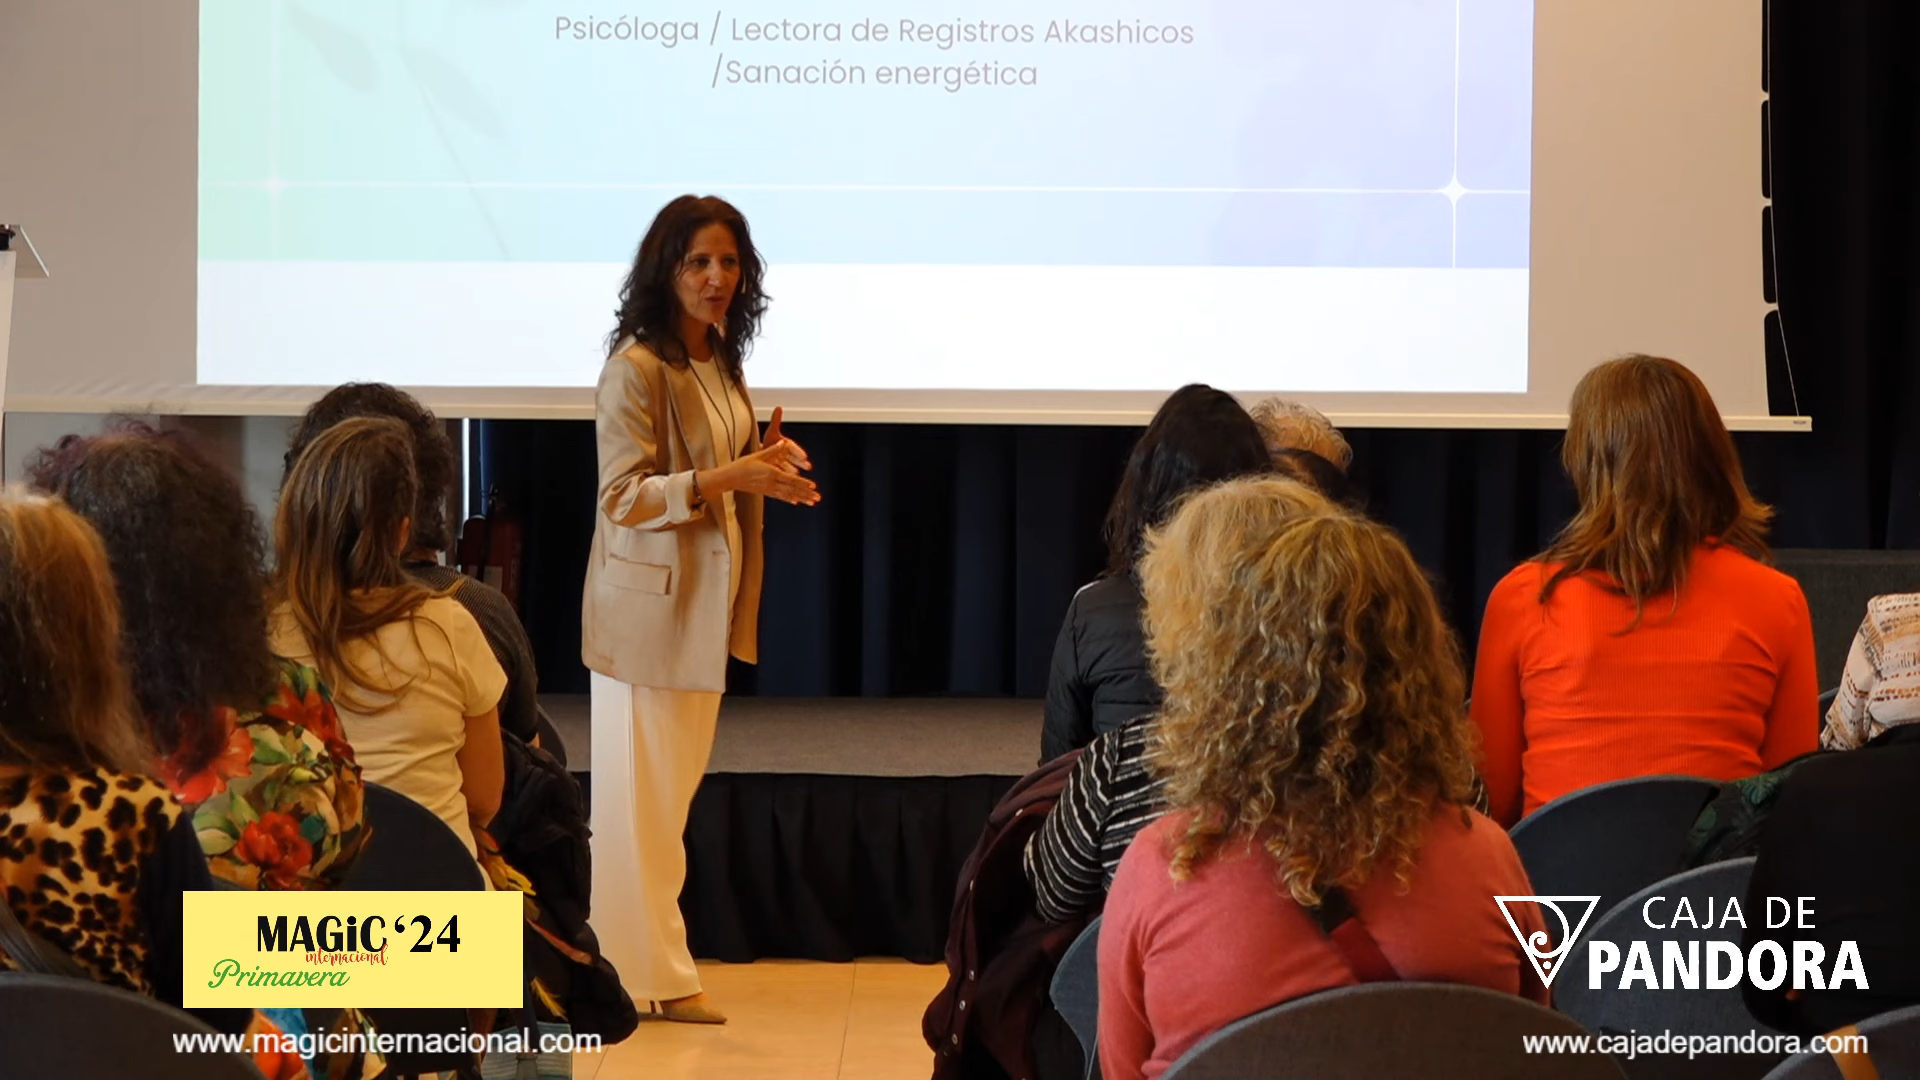 Psicóloga / Lectora de Registros Akashicos
/Sanación energética
MAGiC '24
internacional
Primavera
www.magicinternacional.com
CAJA DE
PANDORA
www.cajadepandora.com